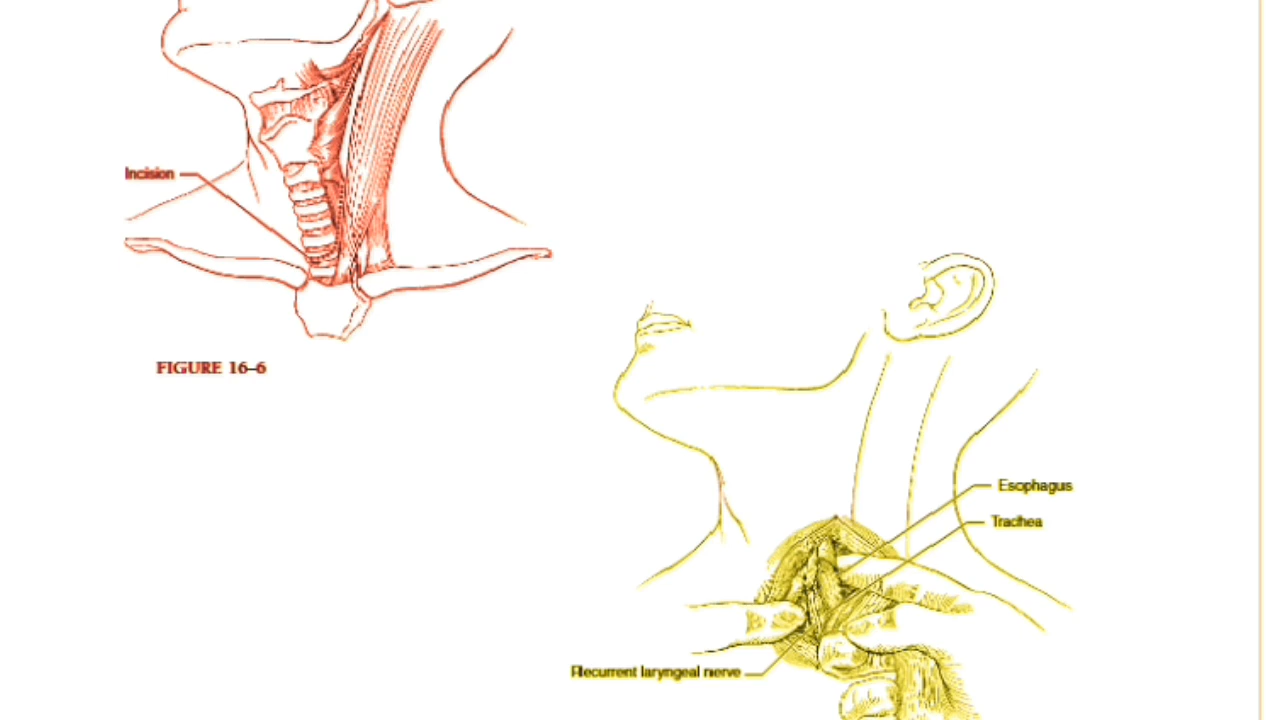 Incision
FIGURE 16–6
Esophagus
Trachea
Recurrent laryngeal nerve